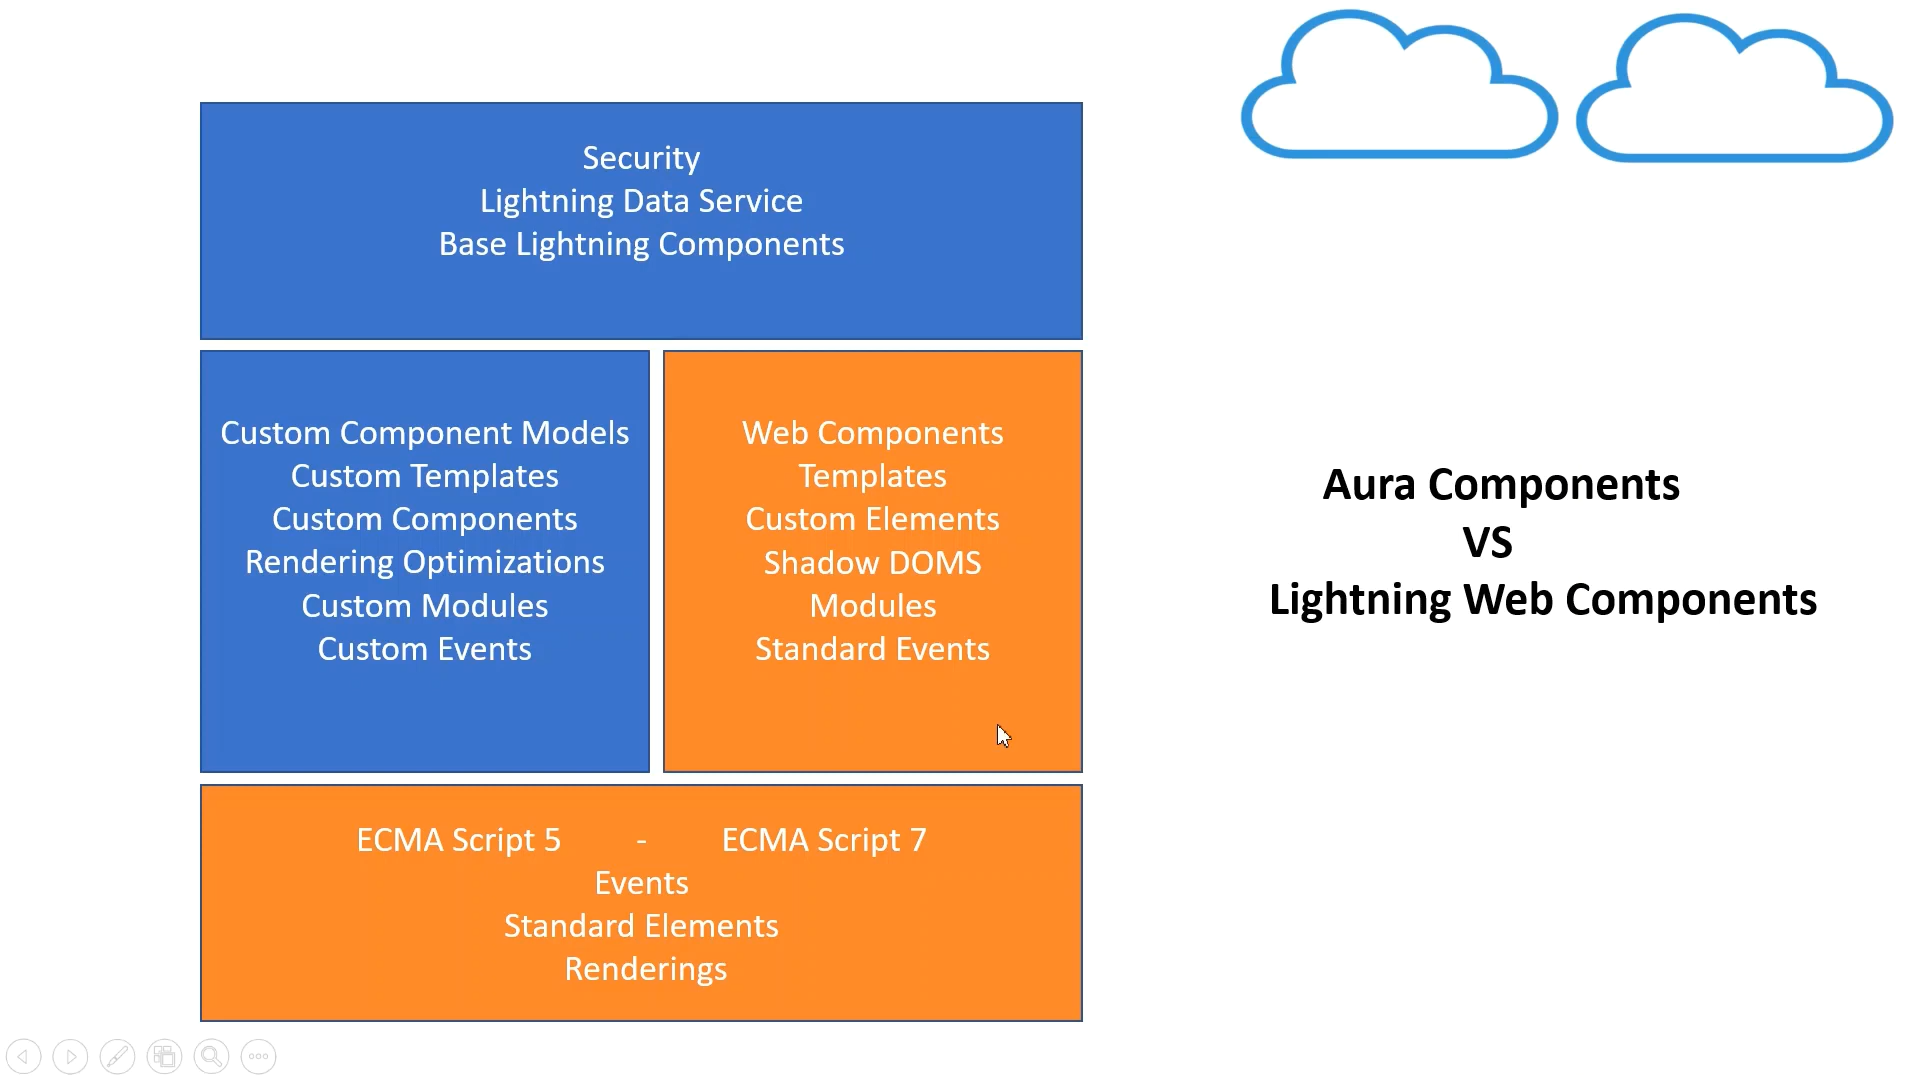 Security
Lightning Data Service
Base Lightning Components
Custom Component Models
Custom Templates
Custom Components
Rendering Optimizations
Custom Modules
Custom Events
Web Components
Templates
Custom Elements
Shadow DOMS
Modules
Standard Events
ECMA Script 5 - ECMA Script 7
Events
Standard Elements
Renderings
Aura Components
VS
Lightning Web Components